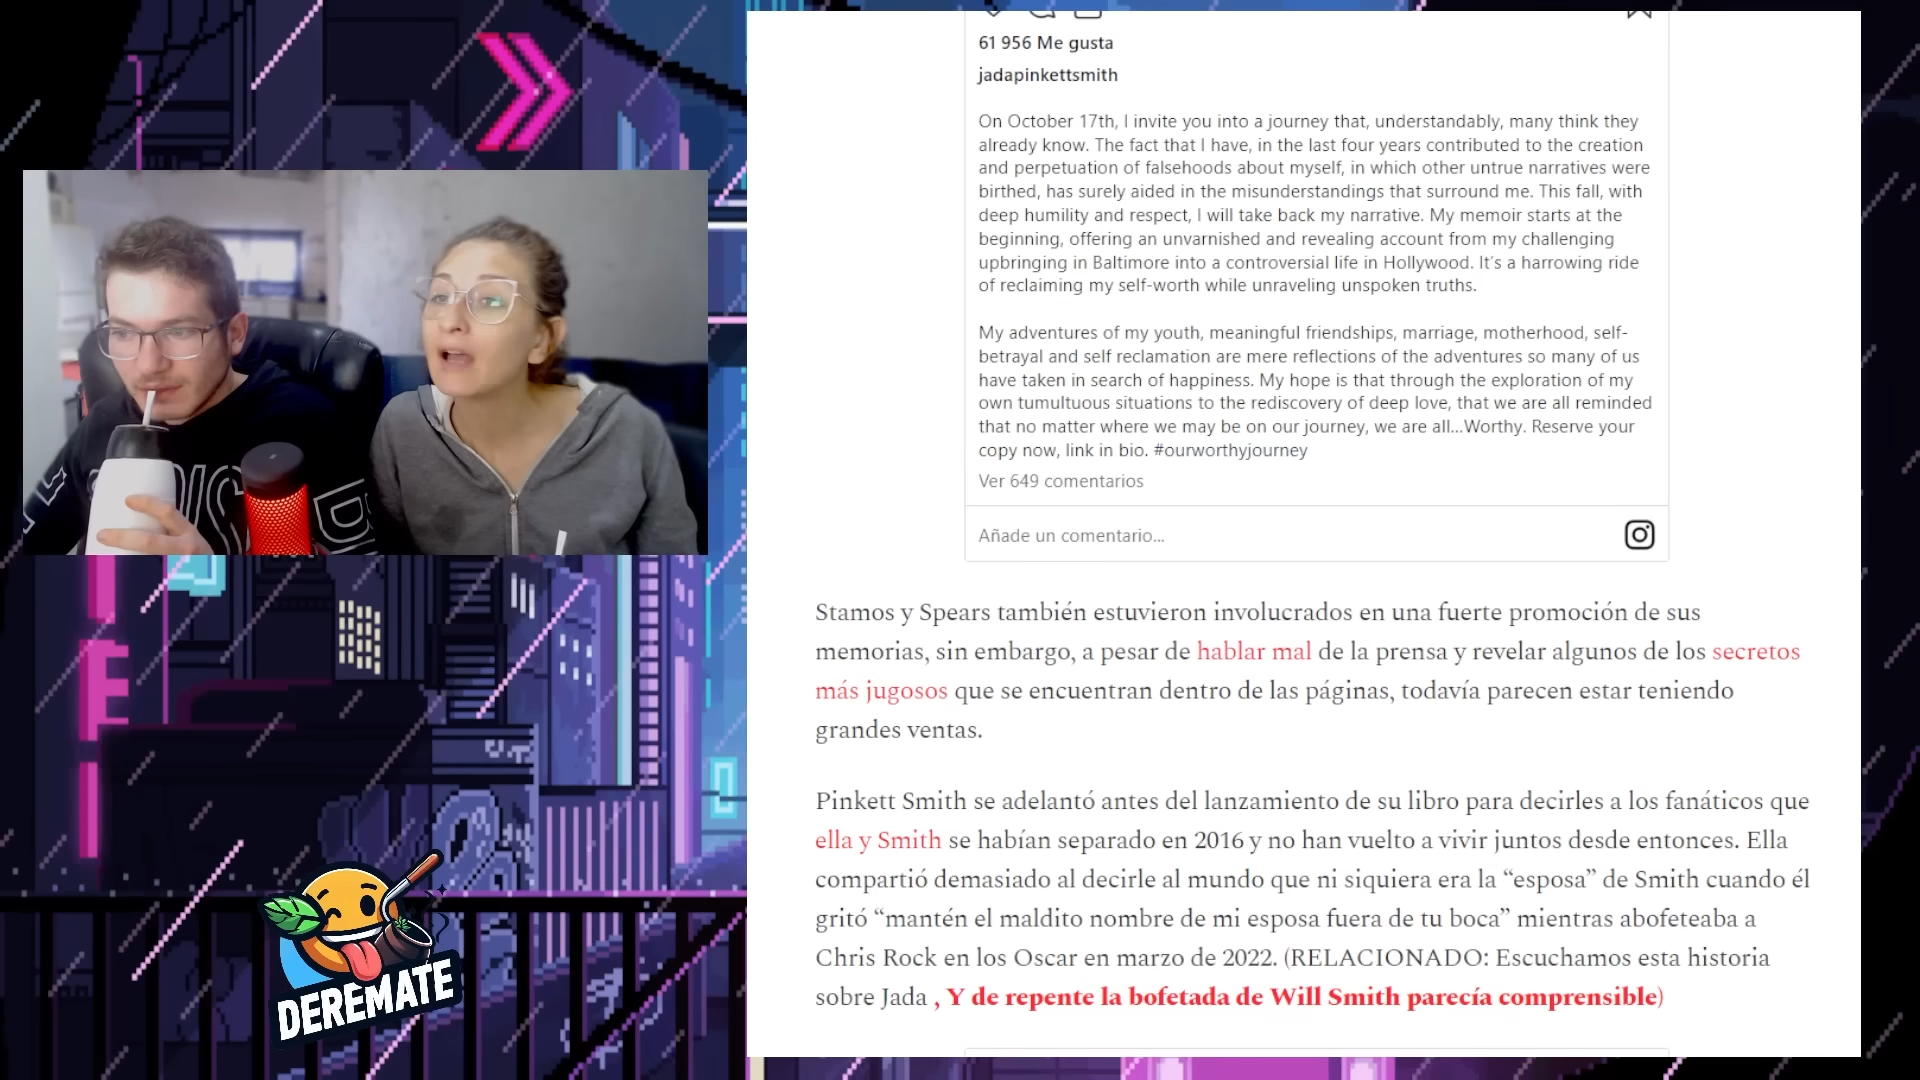 61 956 Me gusta
jadapinkettsmith
On October 17th, I invite you into a journey that, understandably, many think they
already know. The fact that I have, in the last four years contributed to the creation
and perpetuation of falsehoods about myself, in which other untrue narratives were
birthed, has surely aided in the misunderstandings that surround me. This fall, with
deep humility and respect, I will take back my narrative. My memoir starts at the
beginning, offering an unvarnished and revealing account from my challenging
upbringing in Baltimore into a controversial life in Hollywood. It's a harrowing ride
of reclaiming my self-worth while unraveling unspoken truths.
My adventures of my youth, meaningful friendships, marriage, motherhood, self-
betrayal and self reclamation are mere reflections of the adventures so many of us
have taken in search of happiness. My hope is that through the exploration of my
own tumultuous situations to the rediscovery of deep love, that we are all reminded
that no matter where we may be on our journey, we are all...Worthy. Reserve your
copy now, link in bio. #ourworthyjourney
Ver 649 comentarios
Añade un comentario...
Stamos y Spears también estuvieron involucrados en una fuerte promoción de sus
memorias, sin embargo, a pesar de hablar mal de la prensa y revelar algunos de los secretos
más jugosos que se encuentran dentro de las páginas, todavía parecen estar teniendo
grandes ventas.
Pinkett Smith se adelantó antes del lanzamiento de su libro para decirles a los fanáticos que
ella y Smith se habían separado en 2016 y no han vuelto a vivir juntos desde entonces. Ella
compartió demasiado al decirle al mundo que ni siquiera era la “esposa” de Smith cuando él
gritó “mantén el maldito nombre de mi esposa fuera de tu boca” mientras abofeteaba a
Chris Rock en los Oscar en marzo de 2022. (RELACIONADO: Escuchamos esta historia
sobre Jada , Y de repente la bofetada de Will Smith parecía comprensible)
DEREMATE